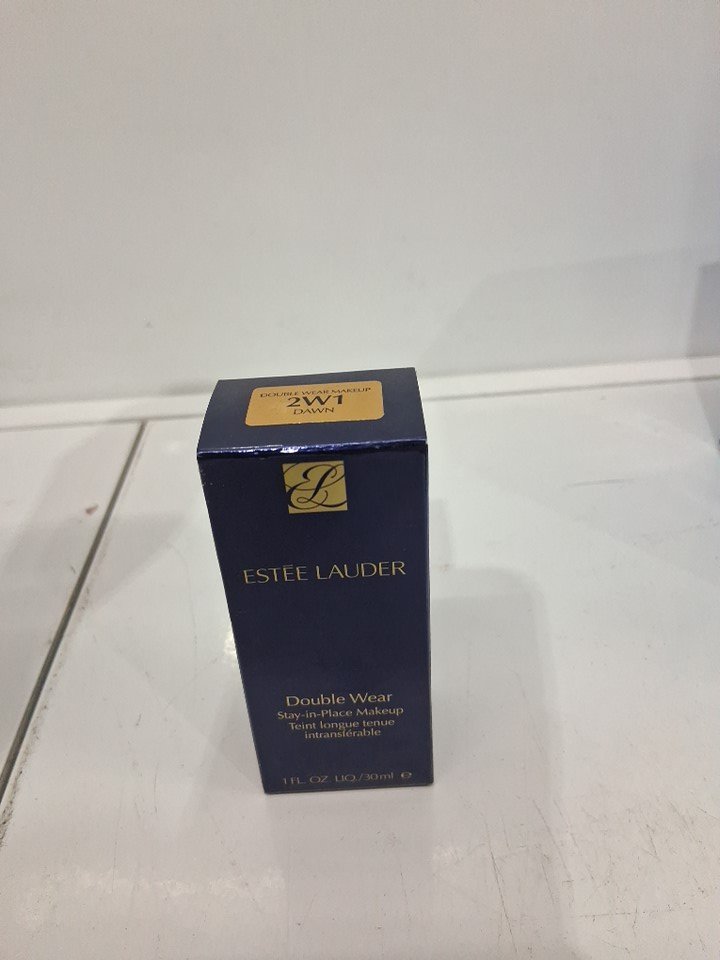 DOUBLE WEAR MAKEUP
2W1
DAWN
EL
ESTĒE LAUDER
Double Wear
Stay-in-Place Makeup
Teint longue tenue
intransférable
1 FL. OZ. LIQ./30 ml ℮